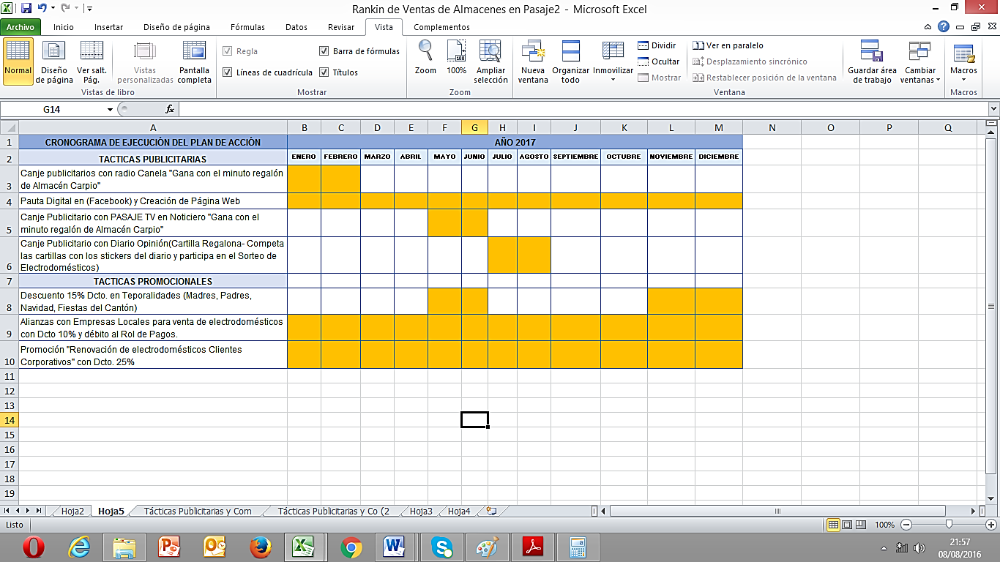 Rankin de Ventas de Almacenes en Pasaje2 - Microsoft Excel
Archivo Inicio Insertar Diseño de página Fórmulas Datos Revisar Vista Complementos
Normal
Diseño de página
Ver salt. Pág.
Vistas personalizadas
Pantalla completa
Vistas de libro
Regla
Barra de fórmulas
Líneas de cuadrícula
Títulos
Mostrar
Zoom
100%
Ampliar selección
Zoom
Nueva ventana
Organizar todo
Inmovilizar
Dividir
Ocultar
Mostrar
Ver en paralelo
Desplazamiento sincrónico
Restablecer posición de la ventana
Guardar área de trabajo
Cambiar ventanas
Ventana
Macros
Macros
G14
fx
A B C D E F G H I J K L M N O P Q
1 CRONOGRAMA DE EJECUCIÓN DEL PLAN DE ACCIÓN AÑO 2017
2 TACTICAS PUBLICITARIAS ENERO FEBRERO MARZO ABRIL MAYO JUNIO JULIO AGOSTO SEPTIEMBRE OCTUBRE NOVIEMBRE DICIEMBRE
Canje publicitarios con radio Canela "Gana con el minuto regalón
3 de Almacén Carpio"
4 Pauta Digital en (Facebook) y Creación de Página Web
Canje Publicitario con PASAJE TV en Noticiero "Gana con el
5 minuto regalón de Almacén Carpio"
Canje Publicitario con Diario Opinión(Cartilla Regalona- Competa
las cartillas con los stickers del diario y participa en el Sorteo de
6 Electrodomésticos)
7 TACTICAS PROMOCIONALES
Descuento 15% Dcto. en Teporalidades (Madres, Padres,
8 Navidad, Fiestas del Cantón)
Alianzas con Empresas Locales para venta de electrodomésticos
9 con Dcto 10% y débito al Rol de Pagos.
Promoción "Renovación de electrodomésticos Clientes
10 Corporativos" con Dcto. 25%
11
12
13
14
15
16
17
18
19
Hoja2 Hoja5 Tácticas Publicitarias y Com Tácticas Publicitarias y Co (2 Hoja3 Hoja4
Listo 100%
21:57
08/08/2016